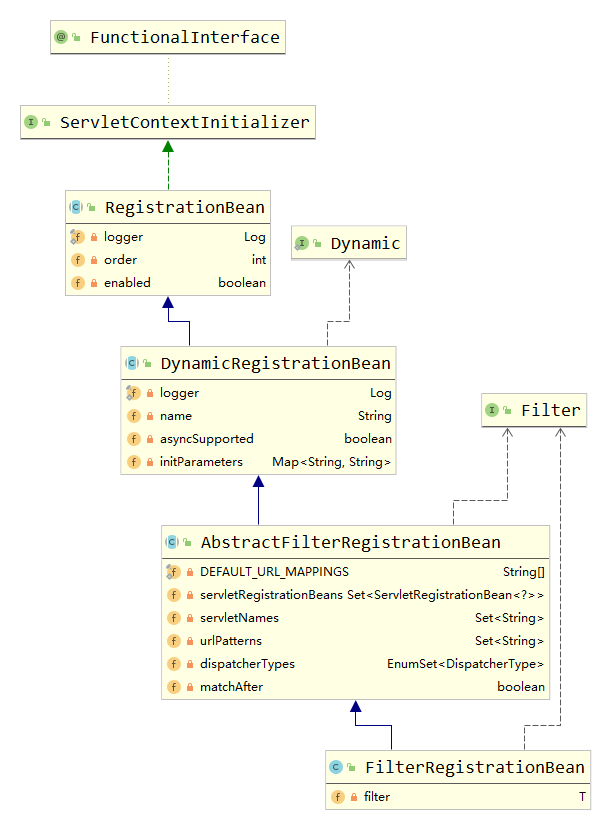 FunctionalInterface
ServletContextInitializer
RegistrationBean
logger Log
order int
enabled boolean
Dynamic
DynamicRegistrationBean
logger Log
name String
asyncSupported boolean
initParameters Map<String, String>
Filter
AbstractFilterRegistrationBean
DEFAULT_URL_MAPPINGS String[]
servletRegistrationBeans Set<ServletRegistrationBean<?>>
servletNames Set<String>
urlPatterns Set<String>
dispatcherTypes EnumSet<DispatcherType>
matchAfter boolean
FilterRegistrationBean
filter T